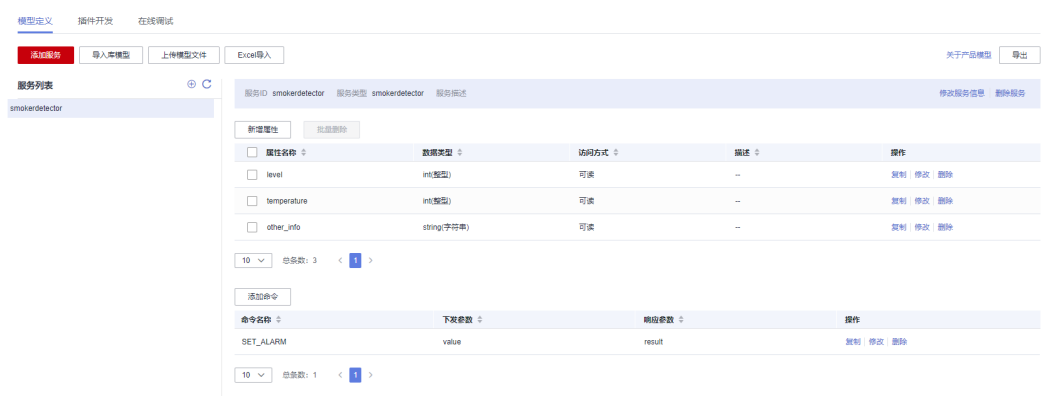 模型定义 插件开发 在线调试
添加服务 导入库模型 上传模型文件 Excel导入 关于产品模型 导出
服务列表
smokerdetector
服务ID smokerdetector 服务类型 smokerdetector 服务描述 修改服务信息 删除服务
新增属性 批量删除
属性名称 数据类型 访问方式 描述 操作
level int(整型) 可读 -- 复制 修改 删除
temperature int(整型) 可读 -- 复制 修改 删除
other_info string(字符串) 可读 -- 复制 修改 删除
10 总条数: 3 < 1 >
添加命令
命令名称 下发参数 响应参数 操作
SET_ALARM value result 复制 修改 删除
10 总条数: 1 < 1 >